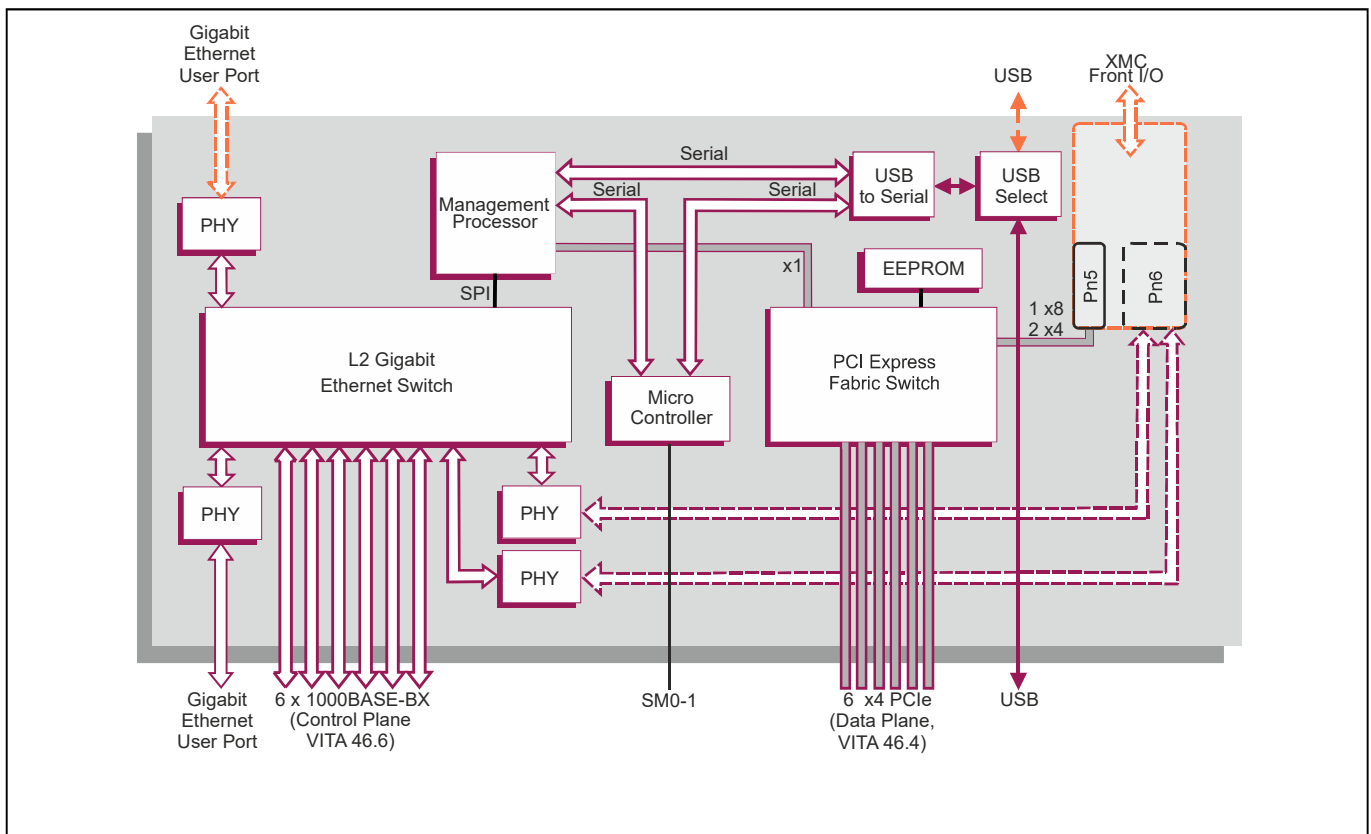 Gigabit
Ethernet
User Port
USB
XMC
Front I/O
Serial
Serial
Serial
Management
Processor
USB
to Serial
USB
Select
PHY
x1
EEPROM
SPI
Pn5
Pn6
1 x8
2 x4
L2 Gigabit
Ethernet Switch
PCI Express
Fabric Switch
Micro
Controller
PHY
PHY
PHY
Gigabit
Ethernet
User Port
6 x 1000BASE-BX
(Control Plane
VITA 46.6)
SM0-1
6 x4 PCIe
(Data Plane,
VITA 46.4)
USB